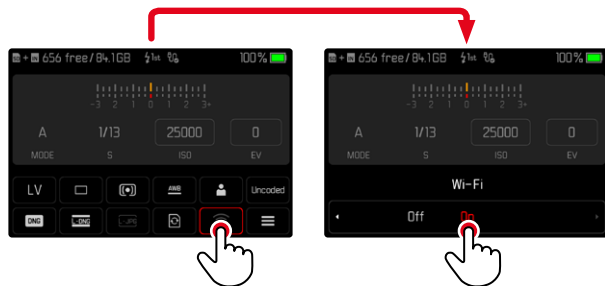 + 656 free/84.1GB 1st 100%
-3 2 1 0 1 2 3+
A 1/13 25000 0
MODE S ISO EV
LV AWB Uncoded
DNG L-DNG L-JPG
+ 656 free/84.1GB 1st 100%
-3 2 1 0 1 2 3+
A 1/13 25000 0
MODE S ISO EV
Wi-Fi
Off On